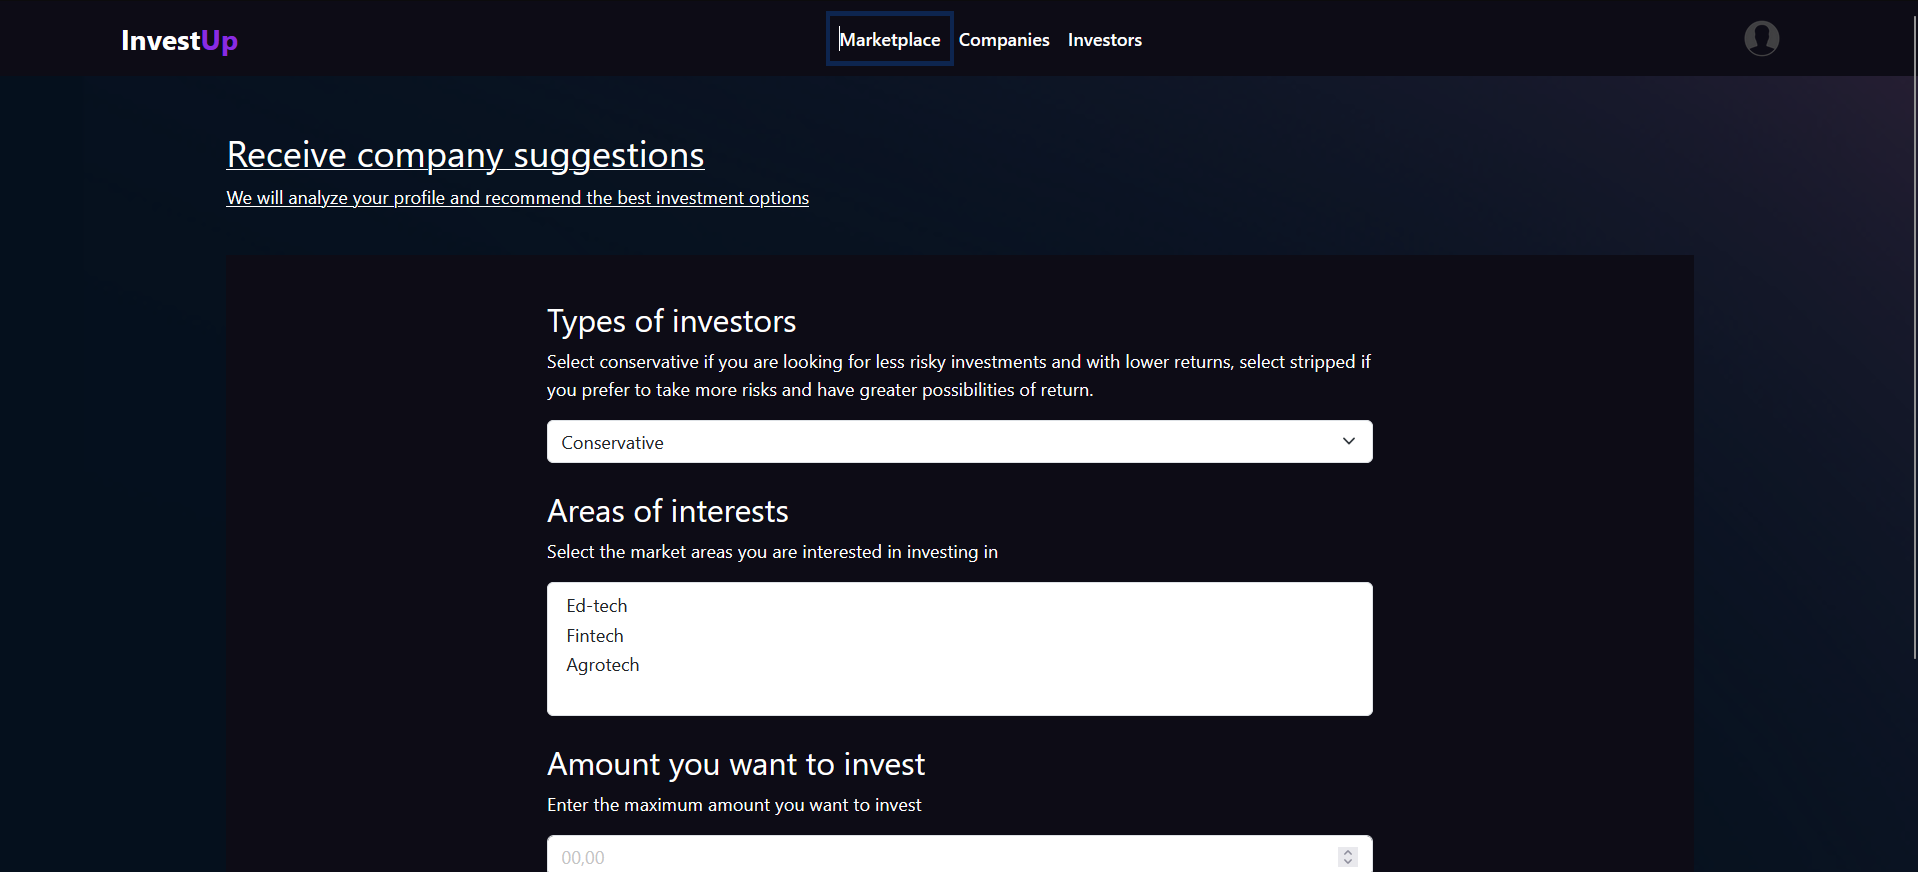 InvestUp
Marketplace Companies Investors
Receive company suggestions
We will analyze your profile and recommend the best investment options
Types of investors
Select conservative if you are looking for less risky investments and with lower returns, select stripped if
you prefer to take more risks and have greater possibilities of return.
Conservative
Areas of interests
Select the market areas you are interested in investing in
Ed-tech
Fintech
Agrotech
Amount you want to invest
Enter the maximum amount you want to invest
00,00